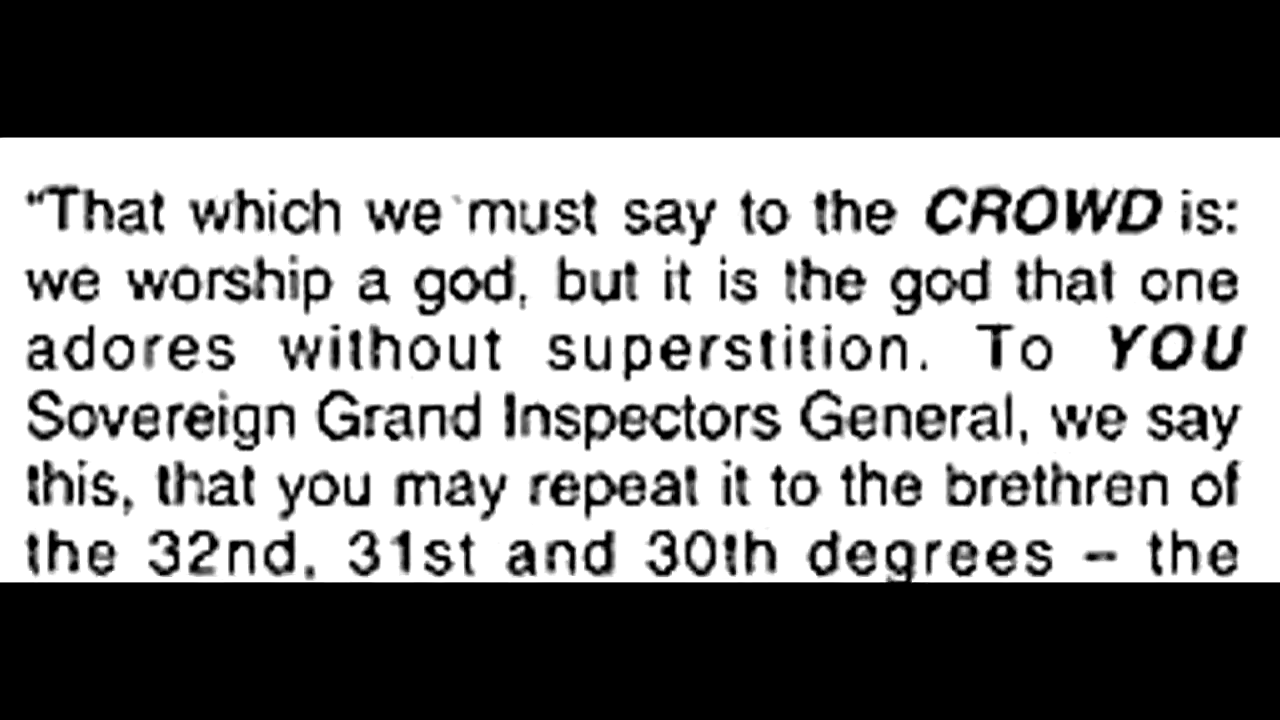 “That which we must say to the CROWD is:
we worship a god, but it is the god that one
adores without superstition. To YOU
Sovereign Grand Inspectors General, we say
this, that you may repeat it to the brethren of
the 32nd, 31st and 30th degrees – the